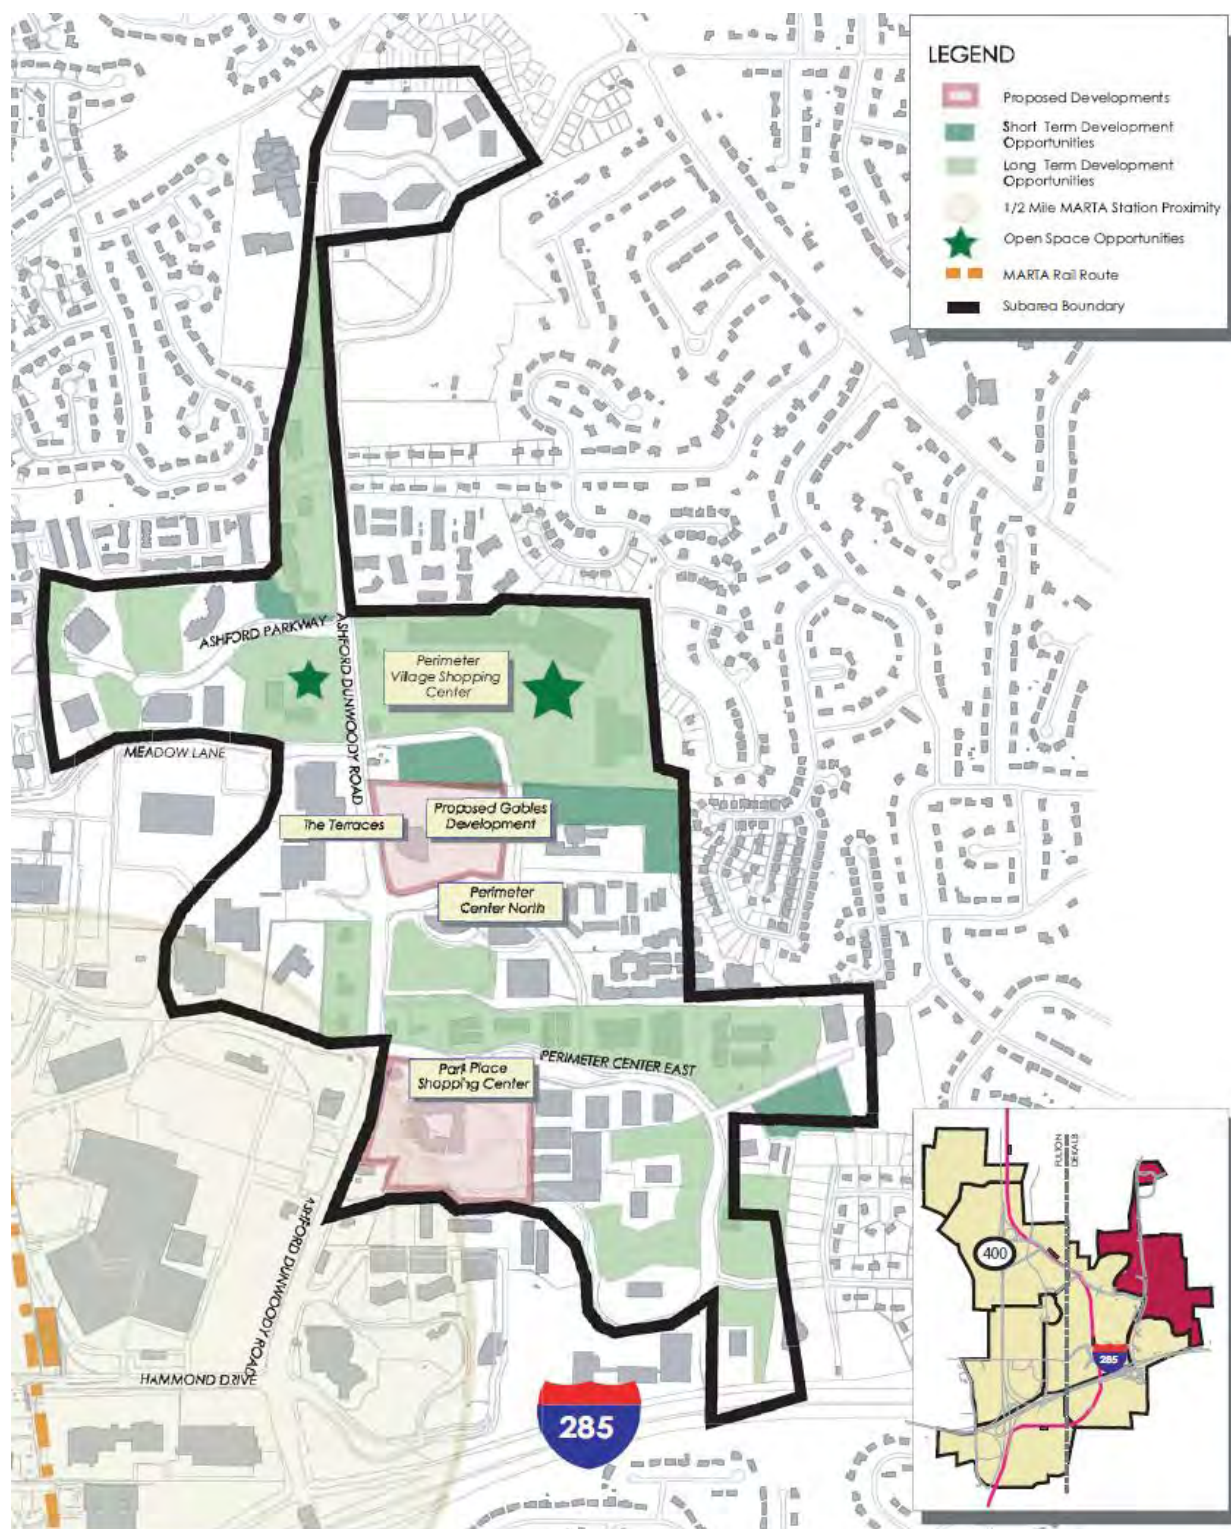 LEGEND
Proposed Developments
Short Term Development
Opportunities
Long Term Development
Opportunities
1/2 Mile MARTA Station Proximity
Open Space Opportunities
MARTA Rail Route
Subarea Boundary
ASHFORD PARKWAY
ASHFORD DUNWOODY ROAD
Perimeter
Village Shopping
Center
MEADOW LANE
The Terraces
Proposed Gables
Development
Perimeter
Center North
PERIMETER CENTER EAST
Park Place
Shopping Center
ASHFORD DUNWOODY ROAD
HAMMOND DRIVE
285
FULTON
DEKALB
400
285